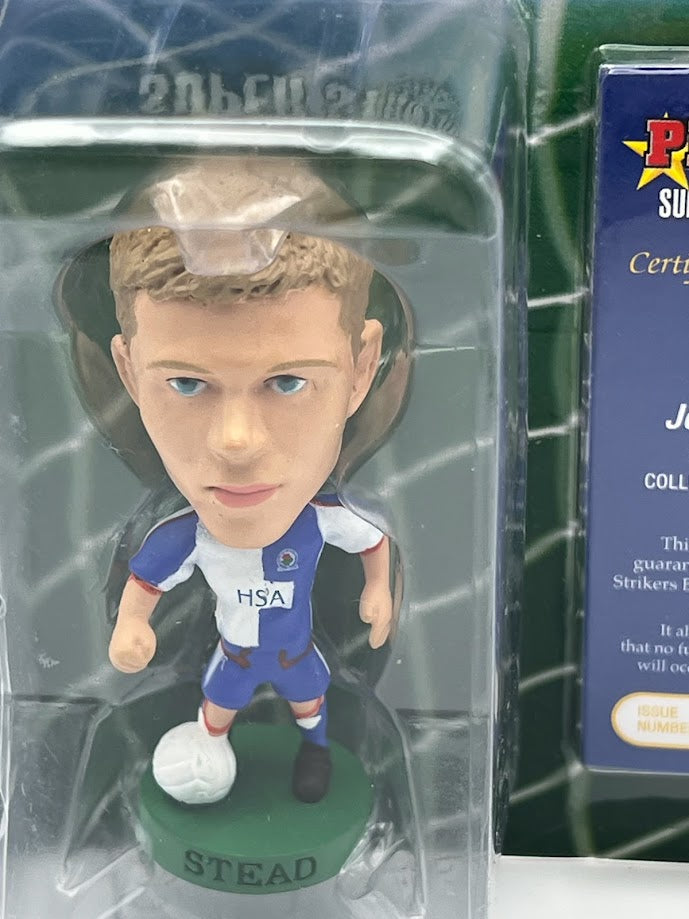 HSA
STEAD
SU
Certi
J
COLL
Thi
guaran
Strikers F
It al
that no fu
will occ
ISSUE
NUMBE